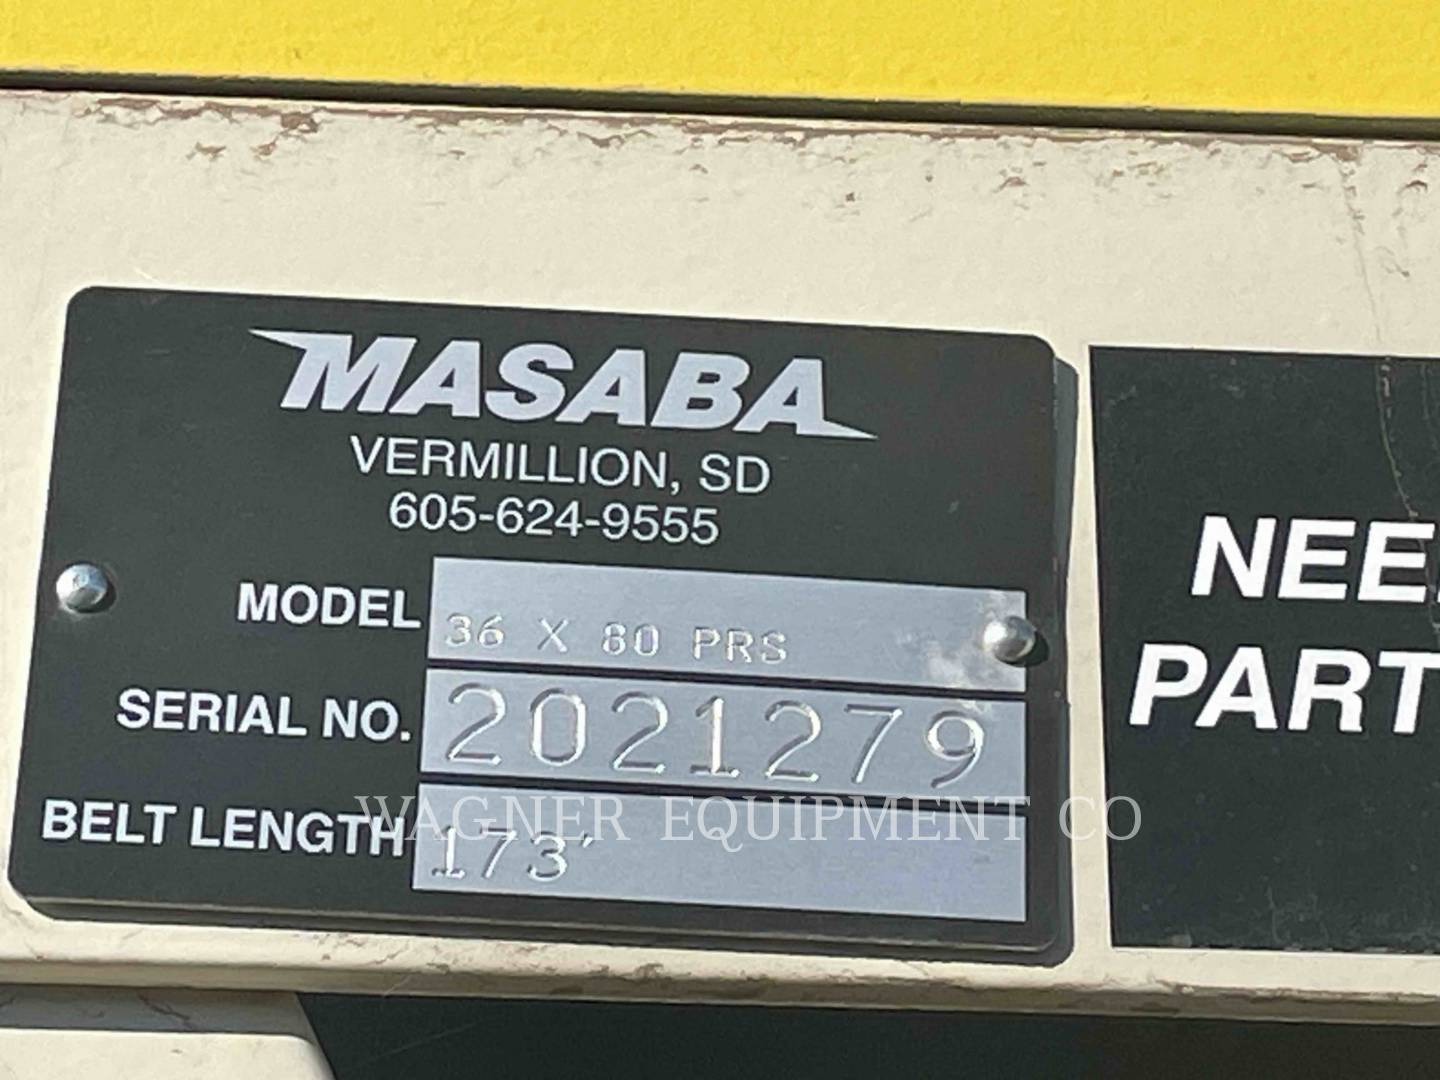 MASABA
VERMILLION, SD
605-624-9555
MODEL 36 X 80 PRS
SERIAL NO. 2021279
BELT LENGTH 173'
WAGNER EQUIPMENT CO
PART